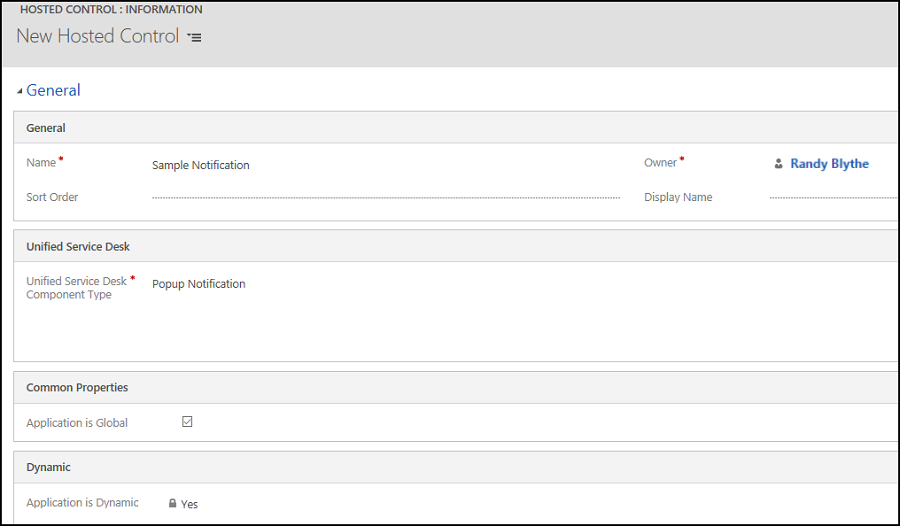 HOSTED CONTROL : INFORMATION
New Hosted Control
General
General
Name * Sample Notification Owner * Randy Blythe
Sort Order Display Name
Unified Service Desk
Unified Service Desk * Popup Notification
Component Type
Common Properties
Application is Global
Dynamic
Application is Dynamic Yes